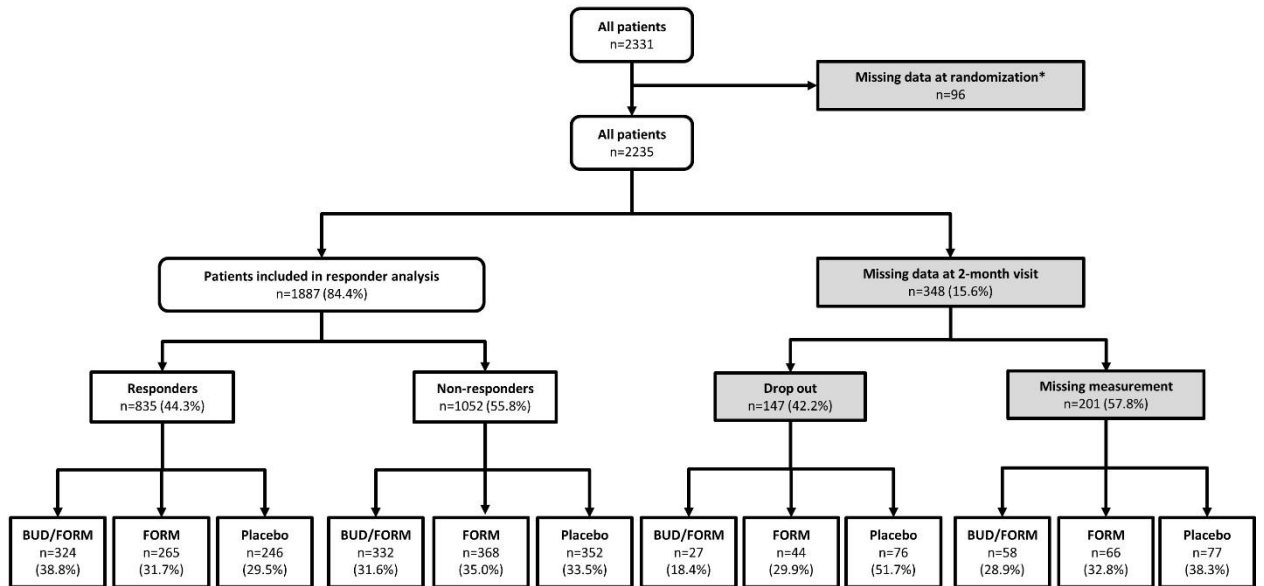 All patients
n=2331
Missing data at randomization*
n=96
All patients
n=2235
Patients included in responder analysis
n=1887 (84.4%)
Missing data at 2-month visit
n=348 (15.6%)
Responders
n=835 (44.3%)
Non-responders
n=1052 (55.8%)
Drop out
n=147 (42.2%)
Missing measurement
n=201 (57.8%)
BUD/FORM
n=324
(38.8%)
FORM
n=265
(31.7%)
Placebo
n=246
(29.5%)
BUD/FORM
n=332
(31.6%)
FORM
n=368
(35.0%)
Placebo
n=352
(33.5%)
BUD/FORM
n=27
(18.4%)
FORM
n=44
(29.9%)
Placebo
n=76
(51.7%)
BUD/FORM
n=58
(28.9%)
FORM
n=66
(32.8%)
Placebo
n=77
(38.3%)